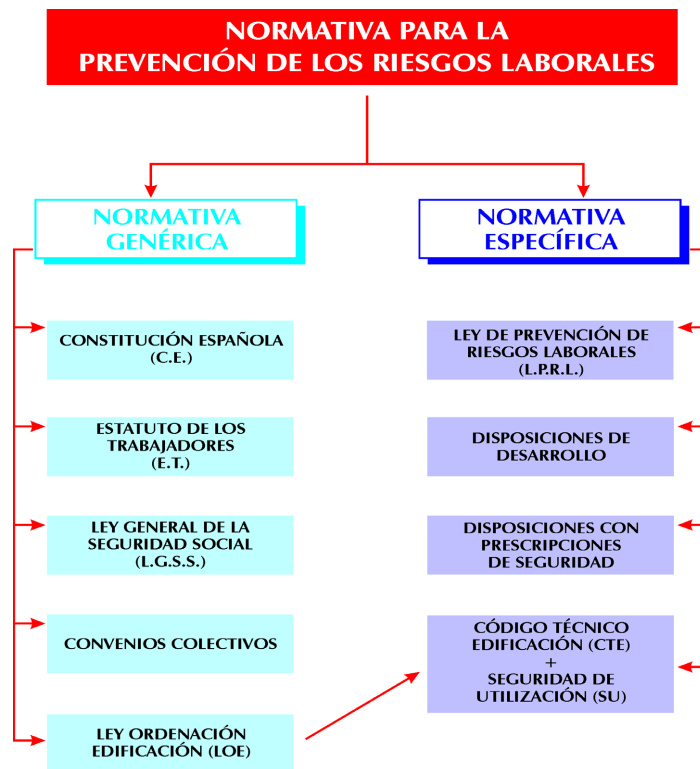 NORMATIVA PARA LA
PREVENCIÓN DE LOS RIESGOS LABORALES
NORMATIVA
GENÉRICA
CONSTITUCIÓN ESPAÑOLA
(C.E.)
ESTATUTO DE LOS
TRABAJADORES
(E.T.)
LEY GENERAL DE LA
SEGURIDAD SOCIAL
(L.G.S.S.)
CONVENIOS COLECTIVOS
LEY ORDENACIÓN
EDIFICACIÓN (LOE)
NORMATIVA
ESPECÍFICA
LEY DE PREVENCIÓN DE
RIESGOS LABORALES
(L.P.R.L.)
DISPOSICIONES DE
DESARROLLO
DISPOSICIONES CON
PRESCRIPCIONES
DE SEGURIDAD
CÓDIGO TÉCNICO
EDIFICACIÓN (CTE)
+
SEGURIDAD DE
UTILIZACIÓN (SU)